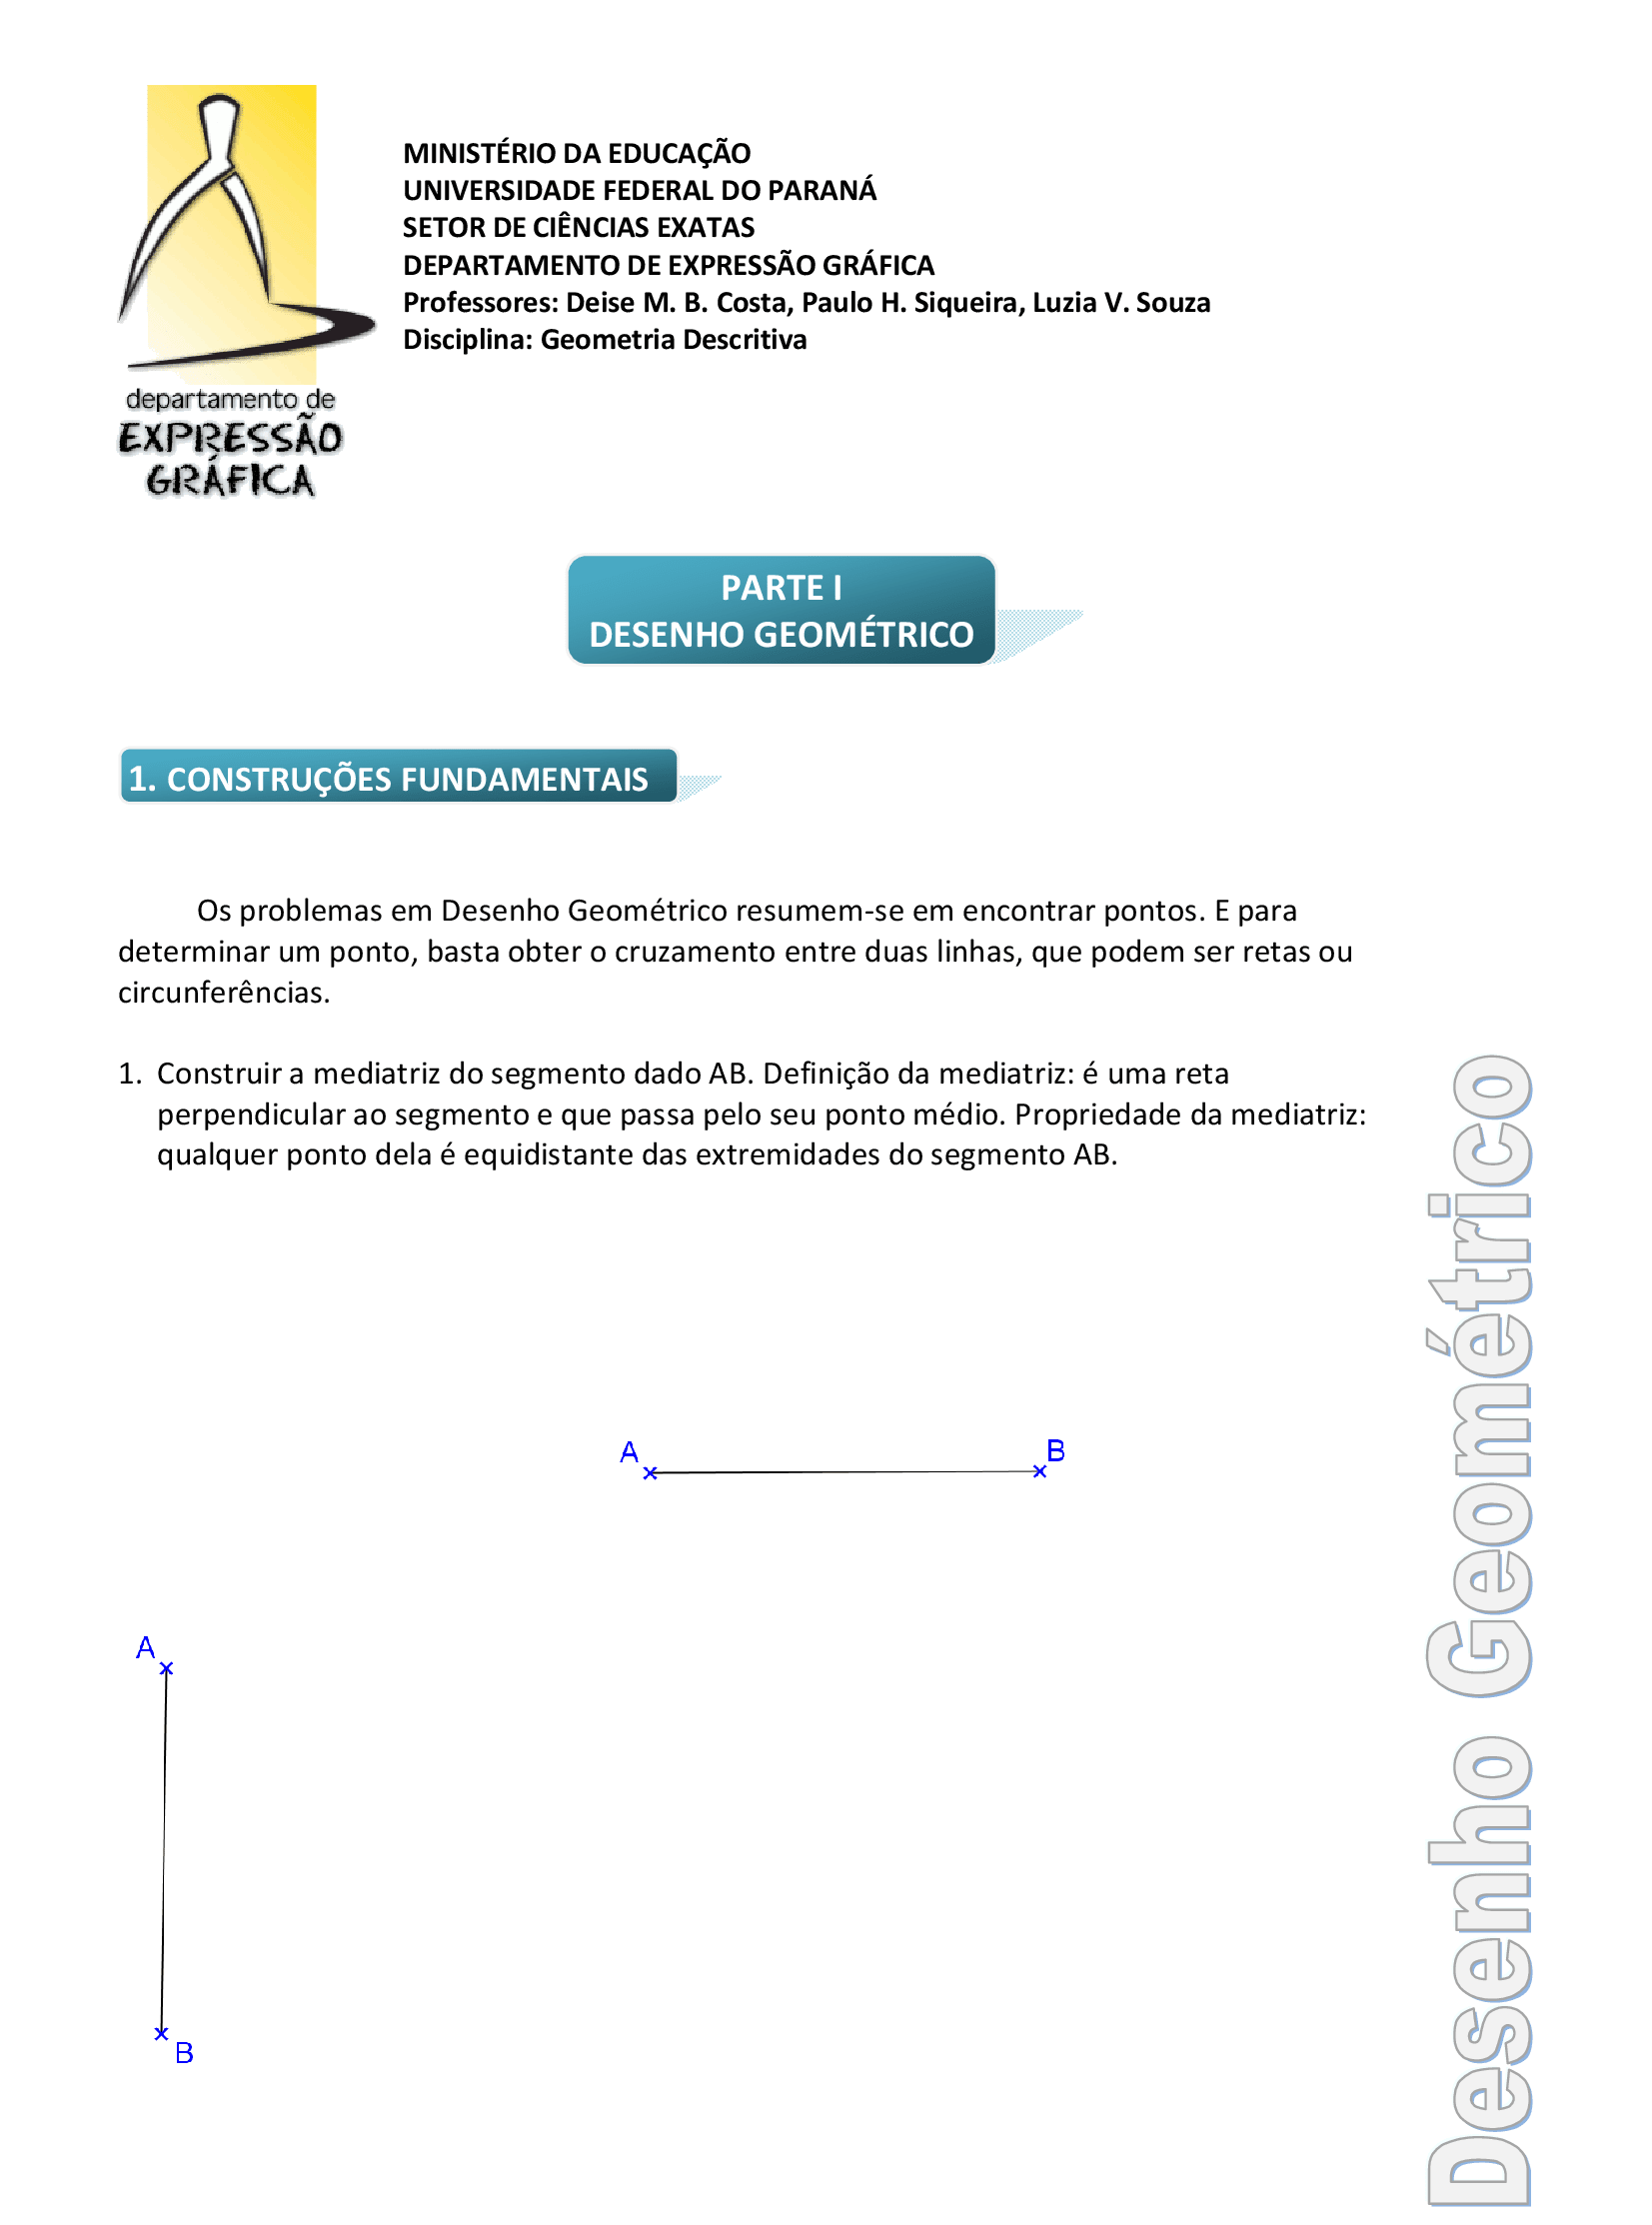 MINISTÉRIO DA EDUCAÇÃO
UNIVERSIDADE FEDERAL DO PARANÁ
SETOR DE CIÊNCIAS EXATAS
DEPARTAMENTO DE EXPRESSÃO GRÁFICA
Professores: Deise M. B. Costa, Paulo H. Siqueira, Luzia V. Souza
Disciplina: Geometria Descritiva
departamento de
EXPRESSÃO
GRÁFICA
PARTE I
DESENHO GEOMÉTRICO
1. CONSTRUÇÕES FUNDAMENTAIS
Os problemas em Desenho Geométrico resumem-se em encontrar pontos. E para
determinar um ponto, basta obter o cruzamento entre duas linhas, que podem ser retas ou
circunferências.
1. Construir a mediatriz do segmento dado AB. Definição da mediatriz: é uma reta
perpendicular ao segmento e que passa pelo seu ponto médio. Propriedade da mediatriz:
qualquer ponto dela é equidistante das extremidades do segmento AB.
A
B
A
B
Desenho Geométrico